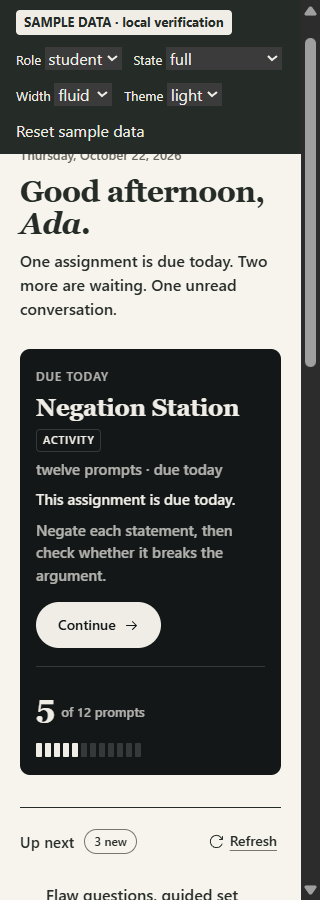 SAMPLE DATA · local verification
Role student State full
Width fluid Theme light
Reset sample data
Thursday, October 22, 2026
Good afternoon,
Ada.
One assignment is due today. Two
more are waiting. One unread
conversation.
DUE TODAY
Negation Station
ACTIVITY
twelve prompts · due today
This assignment is due today.
Negate each statement, then
check whether it breaks the
argument.
Continue →
5 of 12 prompts
Up next 3 new Refresh
Flaw questions, guided set